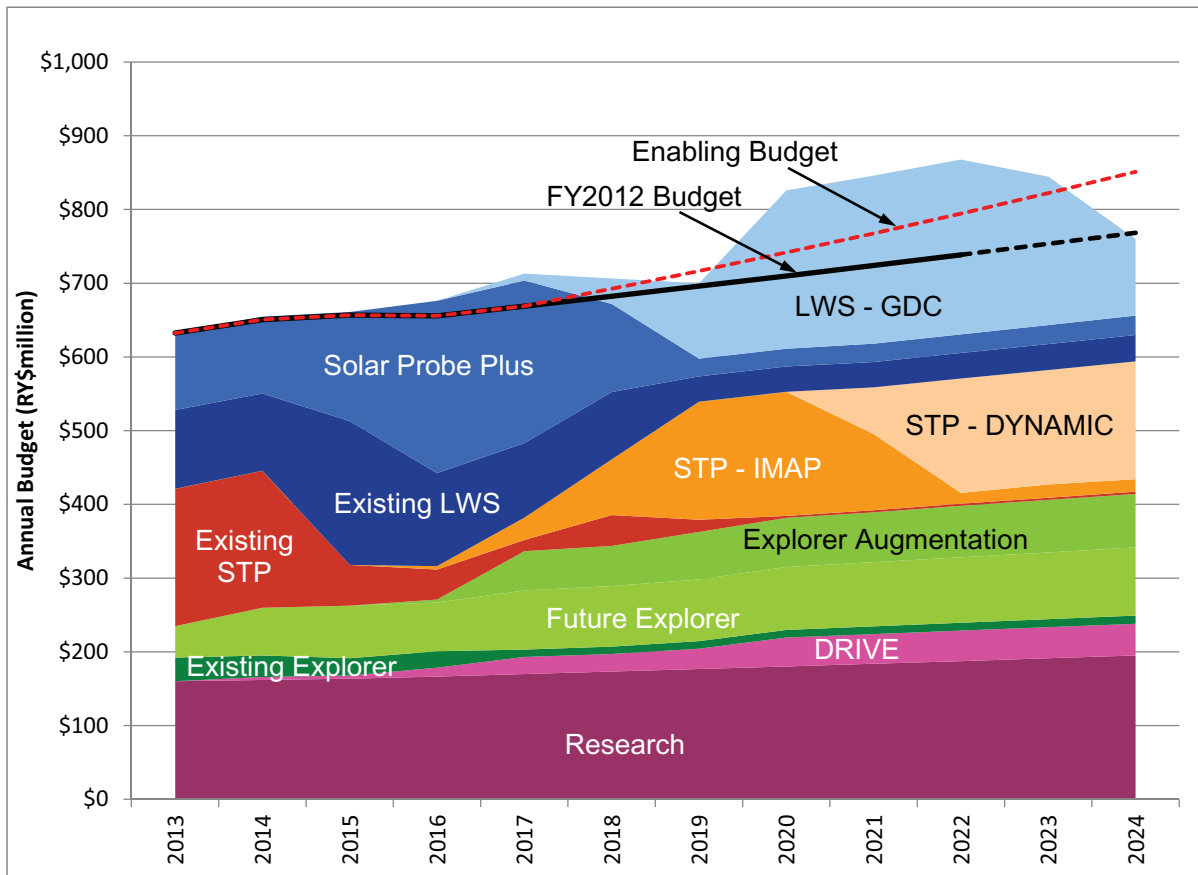 $1,000
$900
$800
$700
$600
$500
$400
$300
$200
$100
$0
Annual Budget (RY$million)
Enabling Budget
FY2012 Budget
LWS - GDC
Solar Probe Plus
STP - DYNAMIC
STP - IMAP
Existing LWS
Existing
STP
Explorer Augmentation
Future Explorer
Existing Explorer
DRIVE
Research
2013
2014
2015
2016
2017
2018
2019
2020
2021
2022
2023
2024